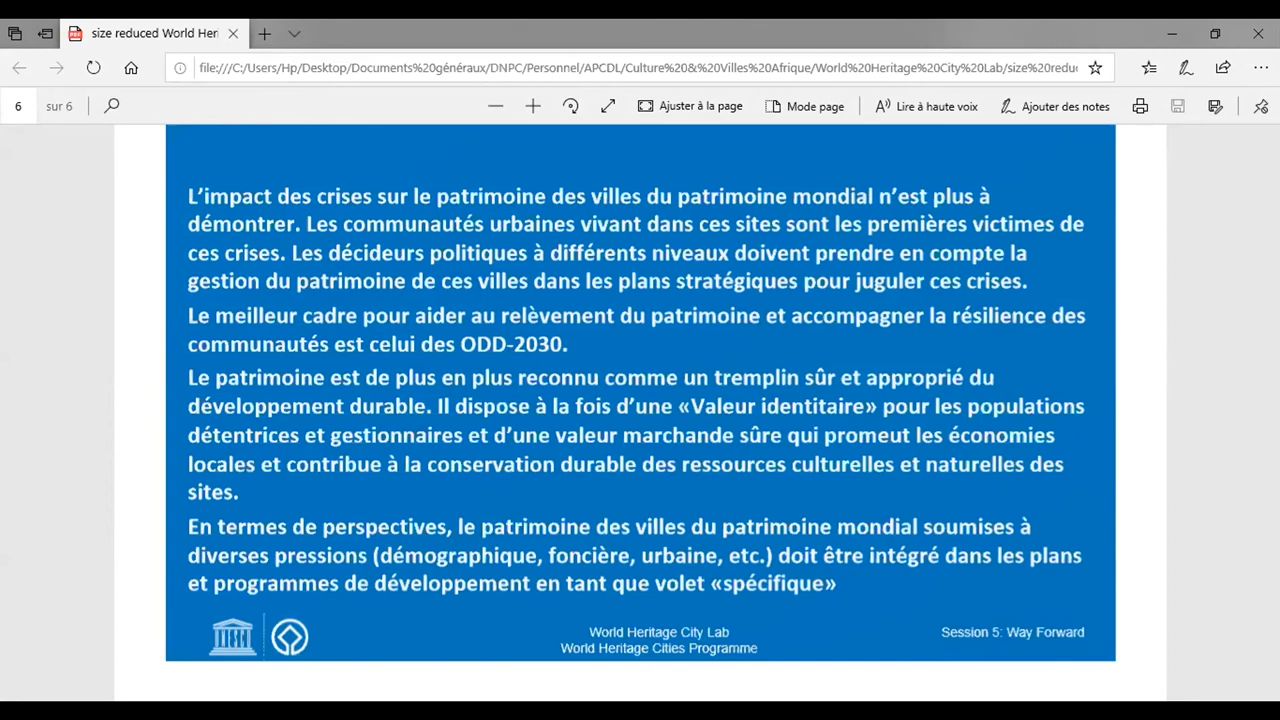 size reduced World Her
file:///C:/Users/Hp/Desktop/Documents%20généraux/DNPC/Personnel/APCDL/Culture%20&%20Villes%20Afrique/World%20Heritage%20City%20Lab/size%20reduc
6 sur 6 Ajuster à la page Mode page Lire à haute voix Ajouter des notes
L’impact des crises sur le patrimoine des villes du patrimoine mondial n’est plus à
démontrer. Les communautés urbaines vivant dans ces sites sont les premières victimes de
ces crises. Les décideurs politiques à différents niveaux doivent prendre en compte la
gestion du patrimoine de ces villes dans les plans stratégiques pour juguler ces crises.
Le meilleur cadre pour aider au relèvement du patrimoine et accompagner la résilience des
communautés est celui des ODD-2030.
Le patrimoine est de plus en plus reconnu comme un tremplin sûr et approprié du
développement durable. Il dispose à la fois d’une «Valeur identitaire» pour les populations
détentrices et gestionnaires et d’une valeur marchande sûre qui promeut les économies
locales et contribue à la conservation durable des ressources culturelles et naturelles des
sites.
En termes de perspectives, le patrimoine des villes du patrimoine mondial soumises à
diverses pressions (démographique, foncière, urbaine, etc.) doit être intégré dans les plans
et programmes de développement en tant que volet «spécifique»
World Heritage City Lab
World Heritage Cities Programme
Session 5: Way Forward